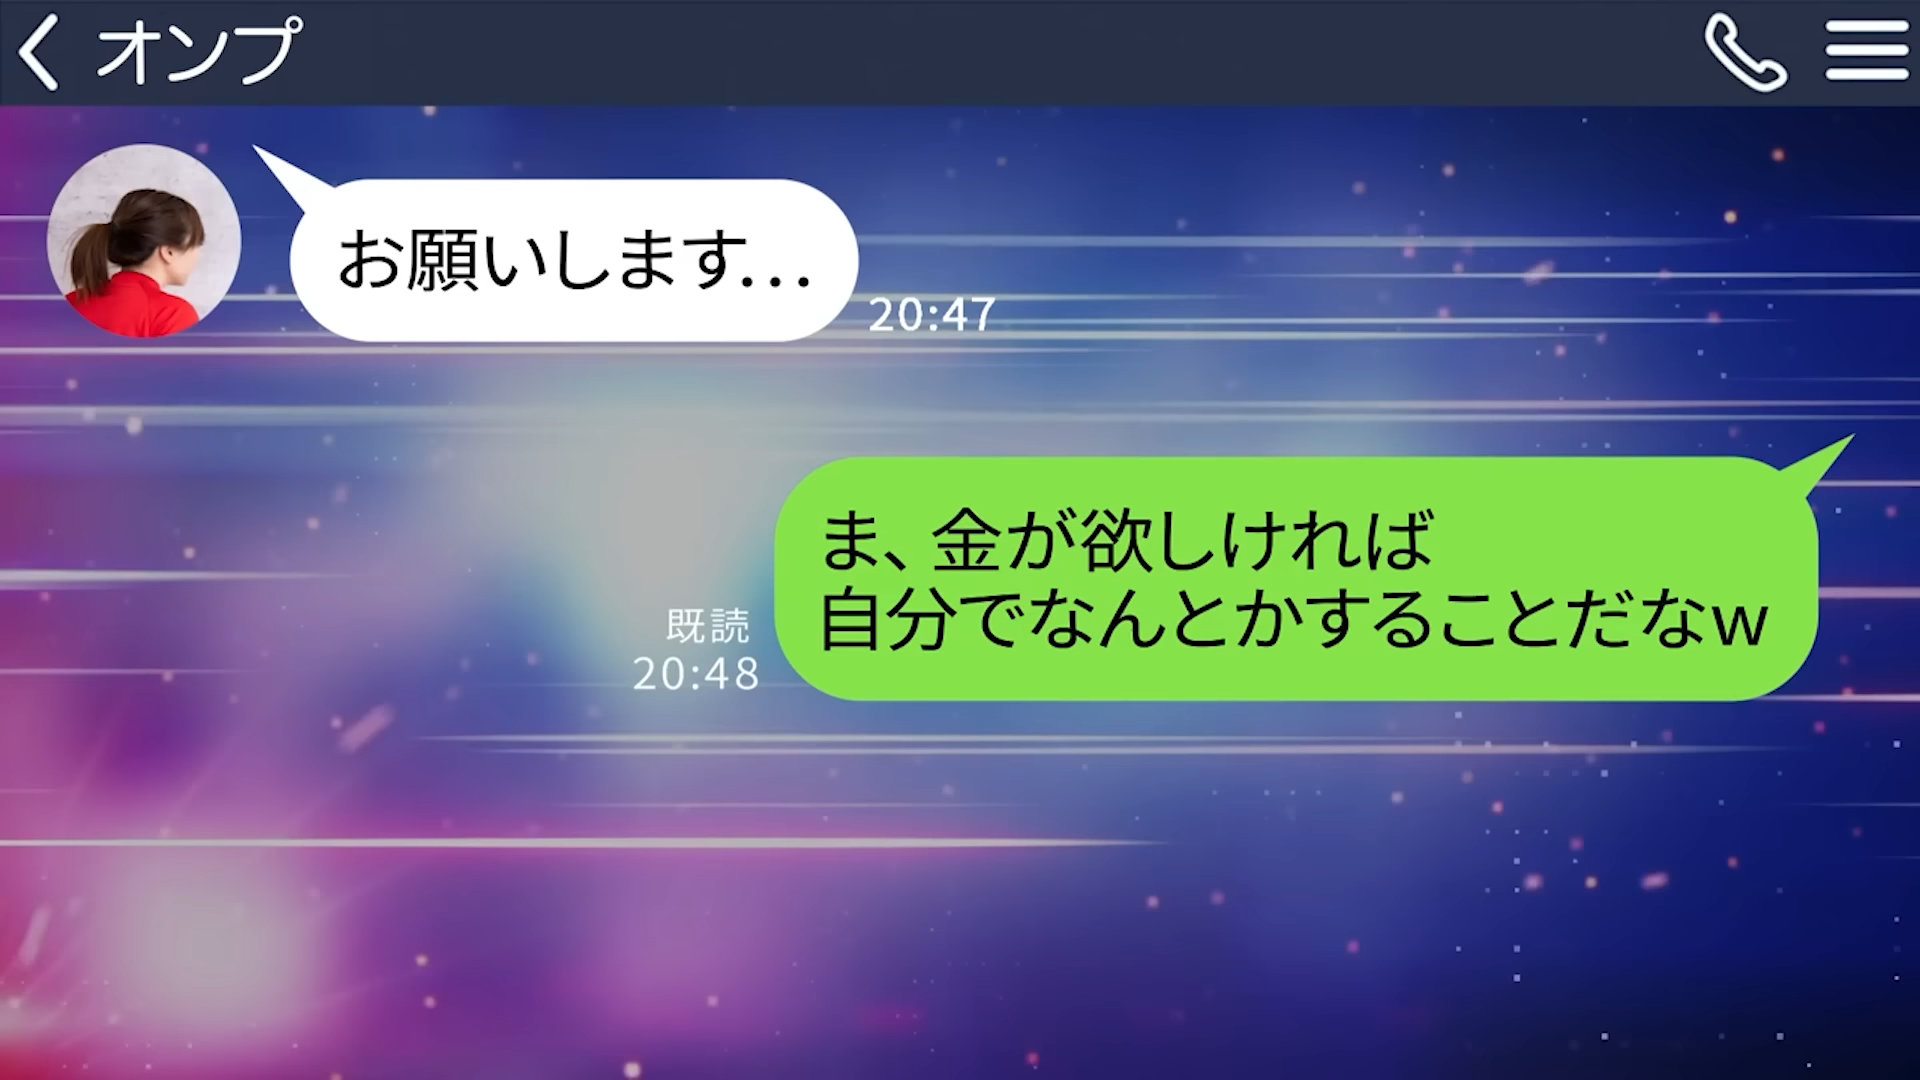 オンプ
お願いします…
20:47
ま、金が欲しければ
自分でなんとかすることだなw
既読
20:48